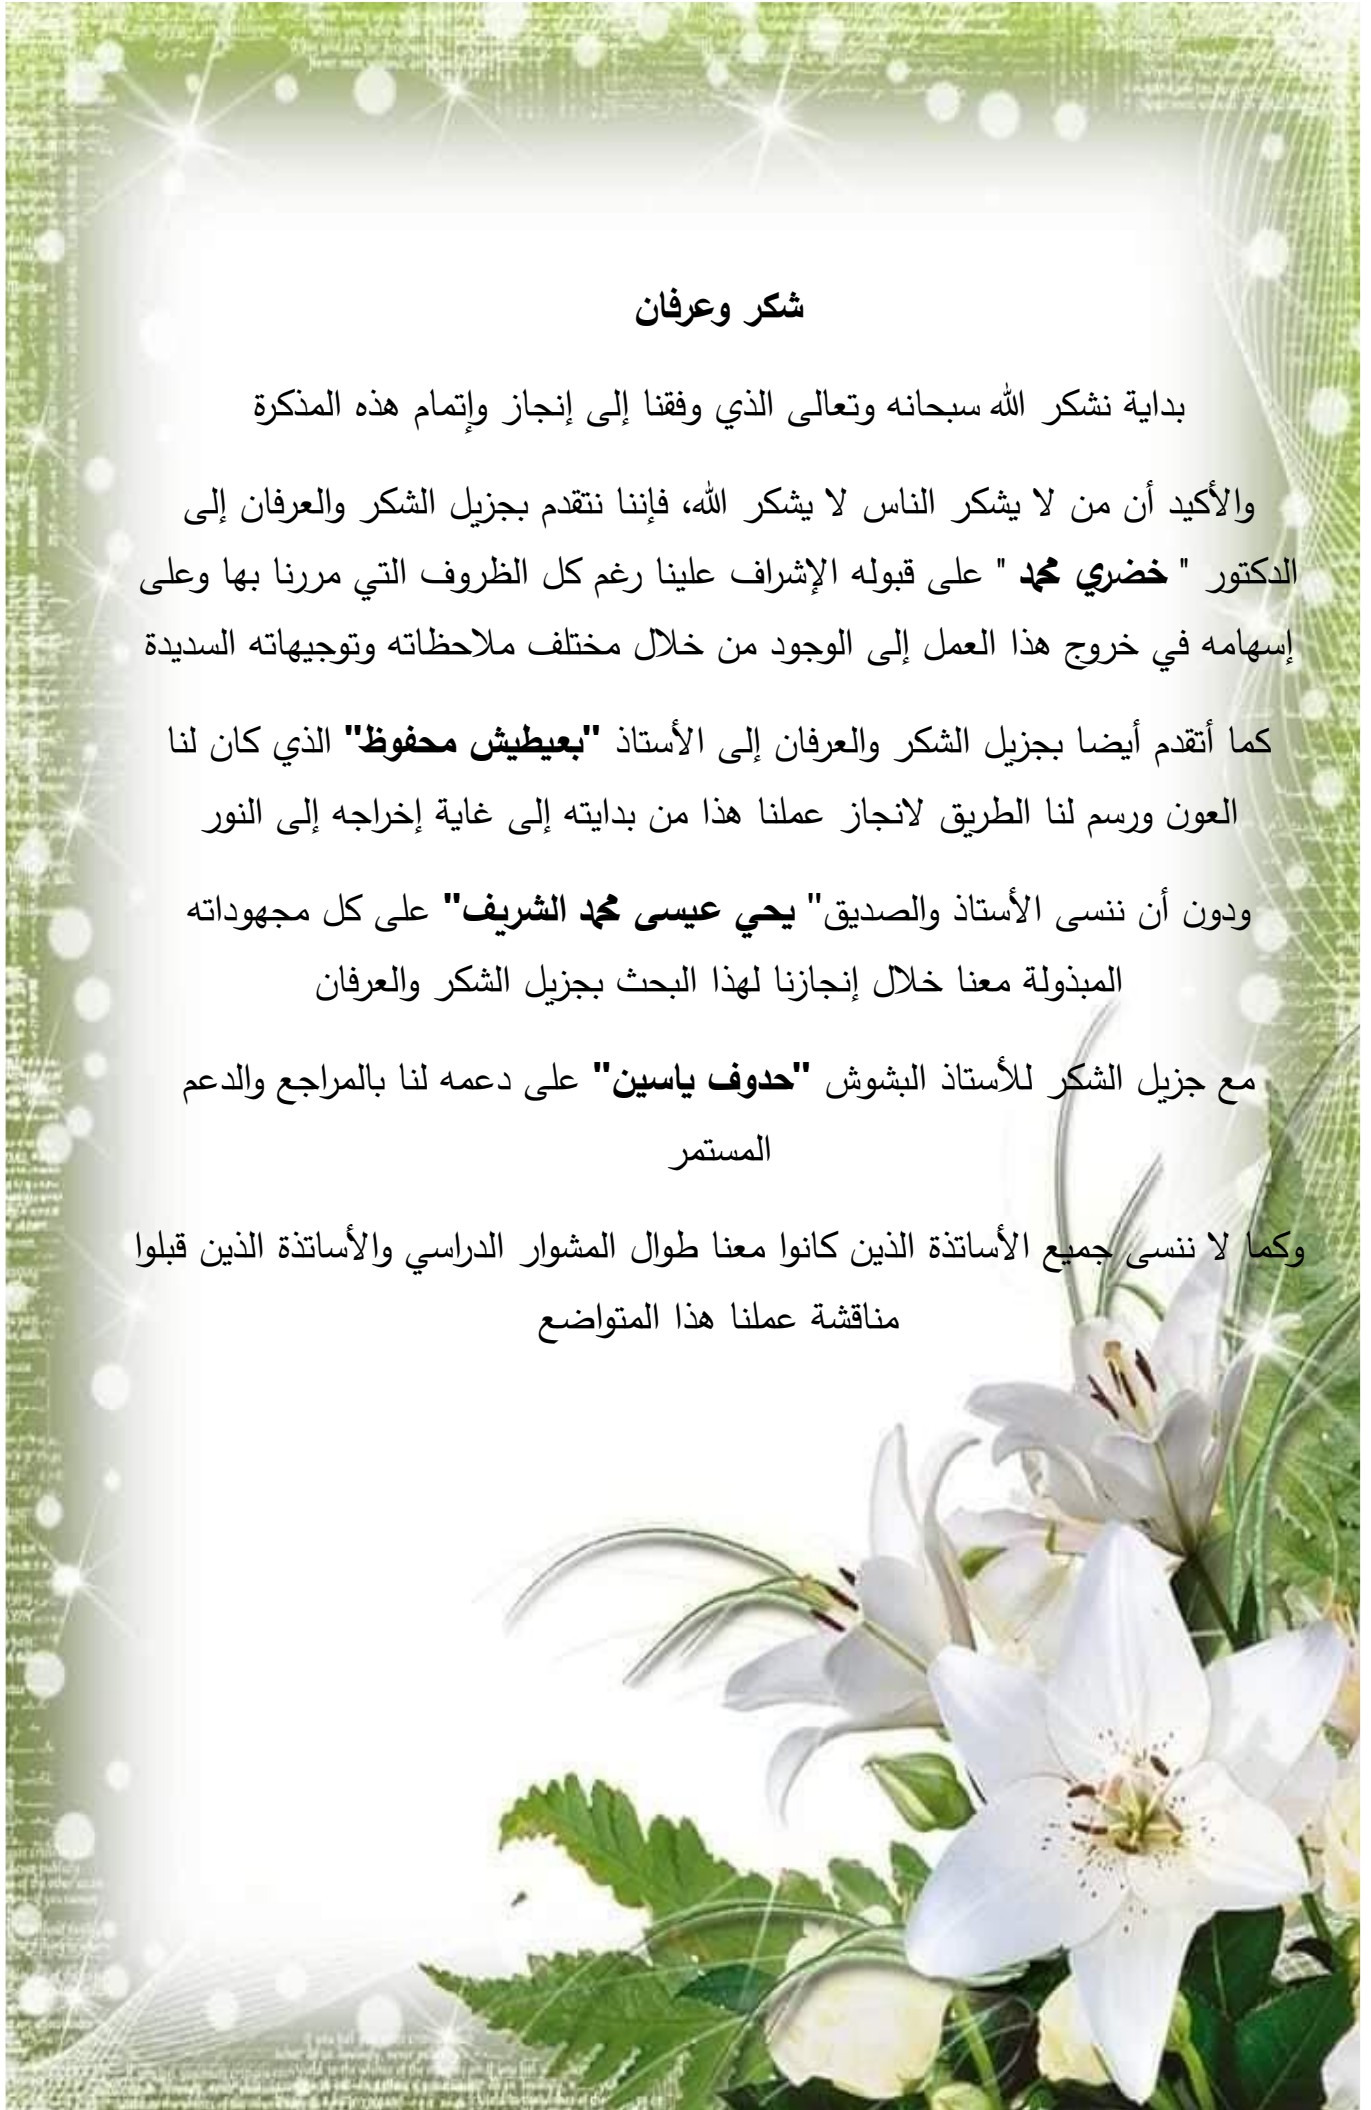 شكر وعرفان
بداية نشكر الله سبحانه وتعالى الذي وفقنا إلى إنجاز وإتمام هذه المذكرة
والأكيد أن من لا يشكر الناس لا يشكر الله، فإننا نتقدم بجزيل الشكر والعرفان إلى
الدكتور " خضري محمد " على قبوله الإشراف علينا رغم كل الظروف التي مررنا بها وعلى
إسهامه في خروج هذا العمل إلى الوجود من خلال مختلف ملاحظاته وتوجيهاته السديدة
كما أتقدم أيضا بجزيل الشكر والعرفان إلى الأستاذ "بعيطيش محفوظ" الذي كان لنا
العون ورسم لنا الطريق لانجاز عملنا هذا من بدايته إلى غاية إخراجه إلى النور
ودون أن ننسى الأستاذ والصديق" يحي عيسى محمد الشريف" على كل مجهوداته
المبذولة معنا خلال إنجازنا لهذا البحث بجزيل الشكر والعرفان
مع جزيل الشكر للأستاذ البشوش "حدوف ياسين" على دعمه لنا بالمراجع والدعم
المستمر
وكما لا ننسى جميع الأساتذة الذين كانوا معنا طوال المشوار الدراسي والأساتذة الذين قبلوا
مناقشة عملنا هذا المتواضع